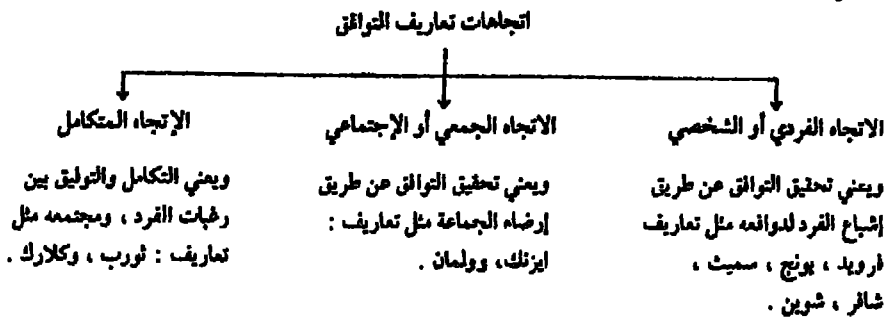 اتجاهات تعاريف التوافق
الاتجاه الفردي أو الشخصي
ويعني تحقيق التوافق عن طريق
إشباع الفرد لدوافعه مثل تعاريف
فرويد ، يونج ، سميث ،
شافر ، شوبن .
الاتجاه الجمعي أو الإجتماعي
ويعني تحقيق التوافق عن طريق
إرضاء الجماعة مثل تعاريف :
ايزنك، وولمان .
الإتجاه المتكامل
ويعني التكامل والتوفيق بين
رغبات الفرد ، ومجتمعه مثل
تعاريف : ثورب ، وكلارك .